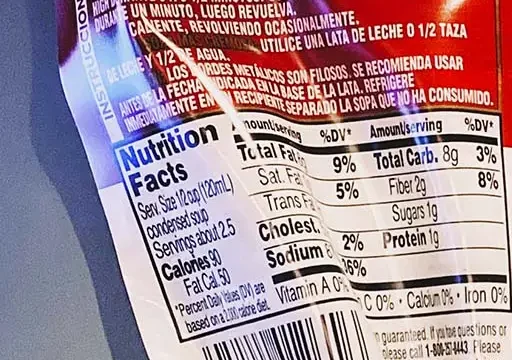 INSTRUCCION
DURANTE UN O, LUEGO REVUELVA.
CALIENTE, REVOLVIENDO OCASIONALMENTE.
UTILICE UNA LATA DE LECHE O 1/2 TAZA
DE LECHE Y 1/2 DE AGUA.
LOS BORDES METÁLICOS SON FILOSOS. SE RECOMIENDA USAR
ANTES DE LA FECHA INDICADA EN LA BASE DE LA LATA. REFRIGERE
INMEDIATAMENTE EN RECIPIENTE SEPARADO LA SOPA QUE NO HA CONSUMIDO.
Nutrition
Facts
Serv. Size 1/2 cup (120mL)
condensed soup
Servings about 2.5
Calories 90
Fat Cal. 50
*Percent Daily Values (DV) are
based on a 2,000 calorie diet.
Amount/serving %DV* Amount/serving %DV*
Total Fat 9% Total Carb. 8g 3%
Sat. Fat 5% Fiber 2g 8%
Trans Fa Sugars 1g
Cholest. 2% Protein 1g
Sodium 6 36%
Vitamin A 0% C 0% • Calcium 0% • Iron 0%
guaranteed. If you have questions or
please call 1-800-257-8443 Please